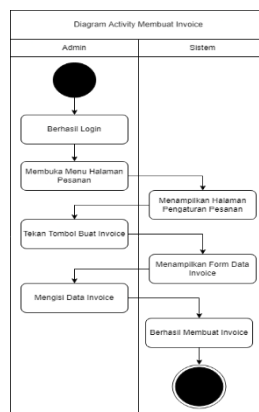 Diagram Activity Membuat Invoice
Admin
Sistem
Berhasil Login
Membuka Menu Halaman
Pesanan
Menampilkan Halaman
Pengaturan Pesanan
Tekan Tombol Buat Invoice
Menampilkan Form Data
Invoice
Mengisi Data Invoice
Berhasil Membuat Invoice